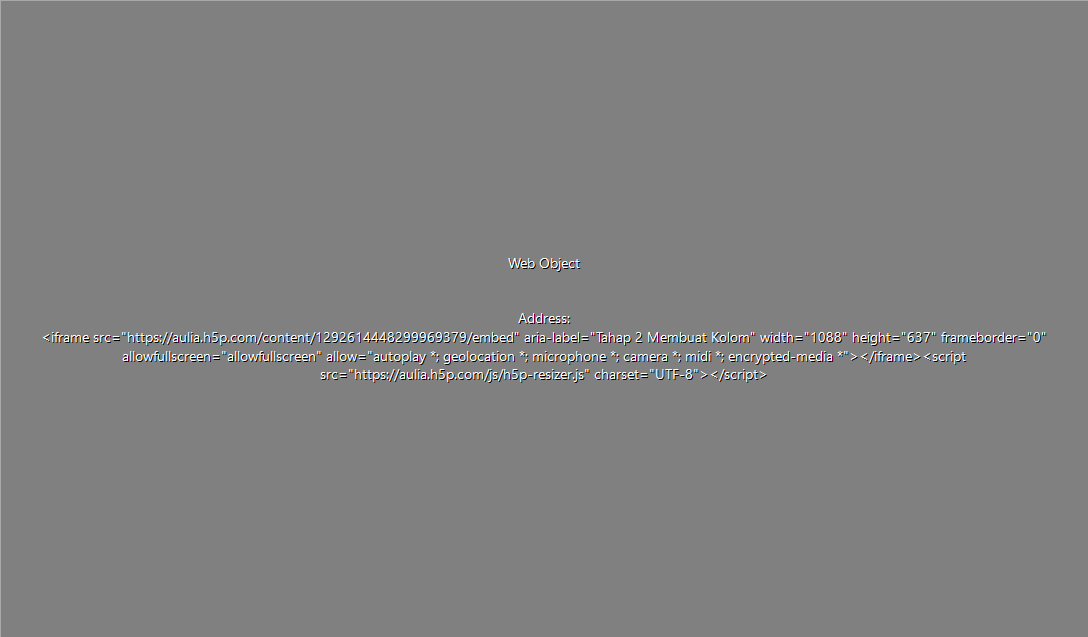 Web Object
Address:
<iframe src="https://aulia.h5p.com/content/1292614448299969379/embed" aria-label="Tahap 2 Membuat Kolom" width="1088" height="637" frameborder="0"
allowfullscreen="allowfullscreen" allow="autoplay *; geolocation *; microphone *; camera *; midi *; encrypted-media *"></iframe><script
src="https://aulia.h5p.com/js/h5p-resizer.js" charset="UTF-8"></script>